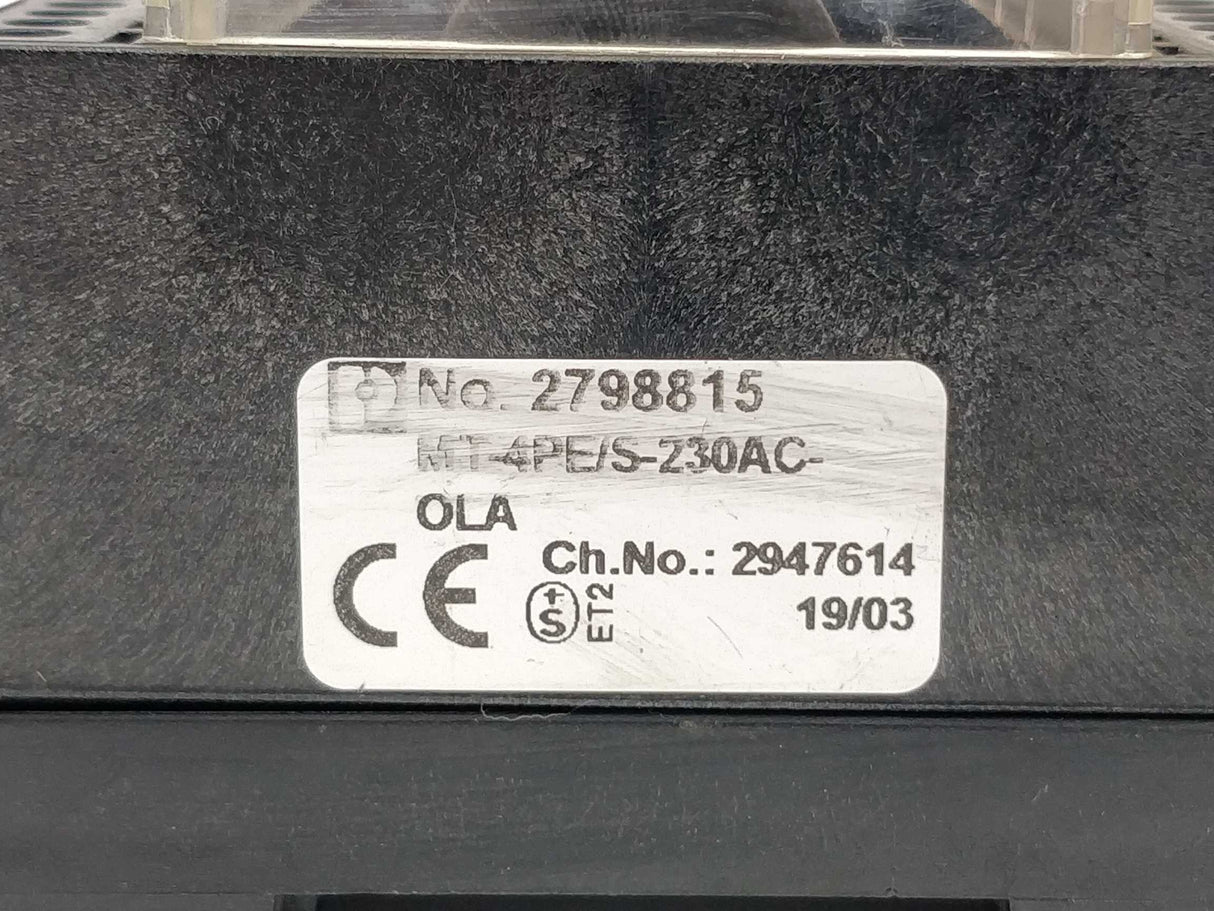 No. 2798815
MT-4PE/S-230AC-
OLA
CE Ch.No.: 2947614
S+ ET2 19/03